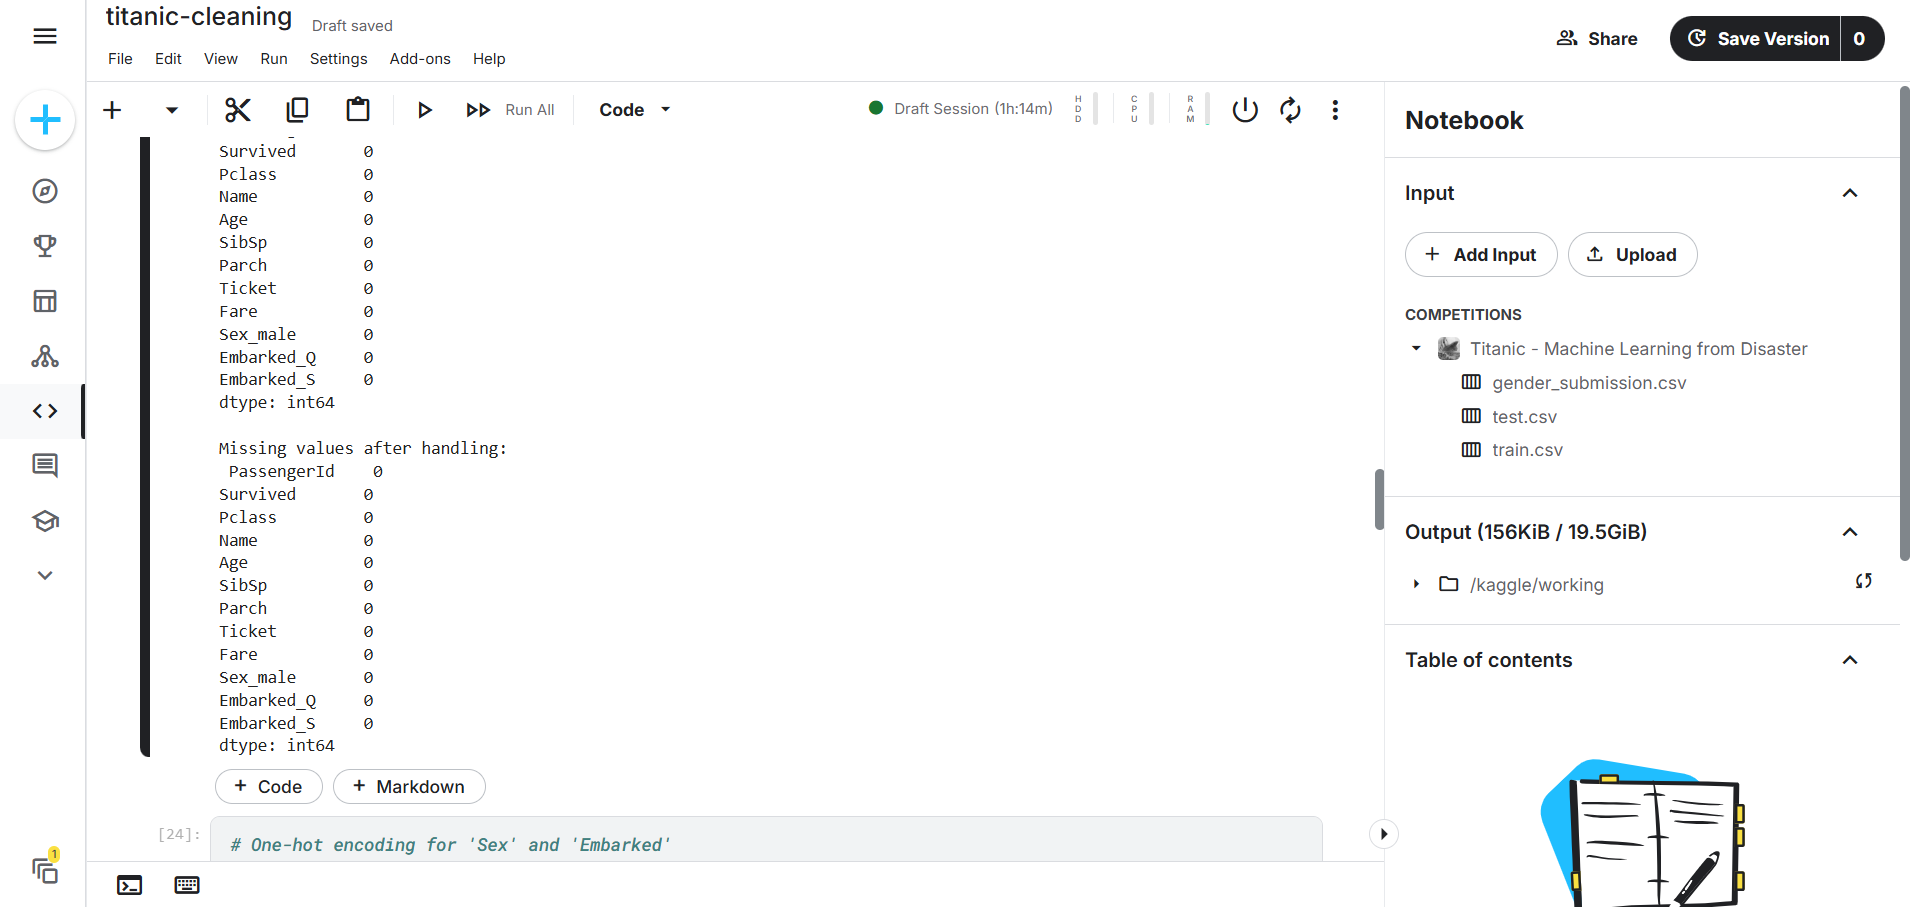 titanic-cleaning
Draft saved
File Edit View Run Settings Add-ons Help
Share
Save Version 0
Run All
Code
Draft Session (1h:14m)
HDD
CPU
RAM
Survived 0
Pclass 0
Name 0
Age 0
SibSp 0
Parch 0
Ticket 0
Fare 0
Sex_male 0
Embarked_Q 0
Embarked_S 0
dtype: int64
Missing values after handling:
PassengerId 0
Survived 0
Pclass 0
Name 0
Age 0
SibSp 0
Parch 0
Ticket 0
Fare 0
Sex_male 0
Embarked_Q 0
Embarked_S 0
dtype: int64
+ Code + Markdown
[24]:
# One-hot encoding for 'Sex' and 'Embarked'
1
Notebook
Input
+ Add Input
Upload
COMPETITIONS
Titanic - Machine Learning from Disaster
gender_submission.csv
test.csv
train.csv
Output (156KiB / 19.5GiB)
/kaggle/working
Table of contents